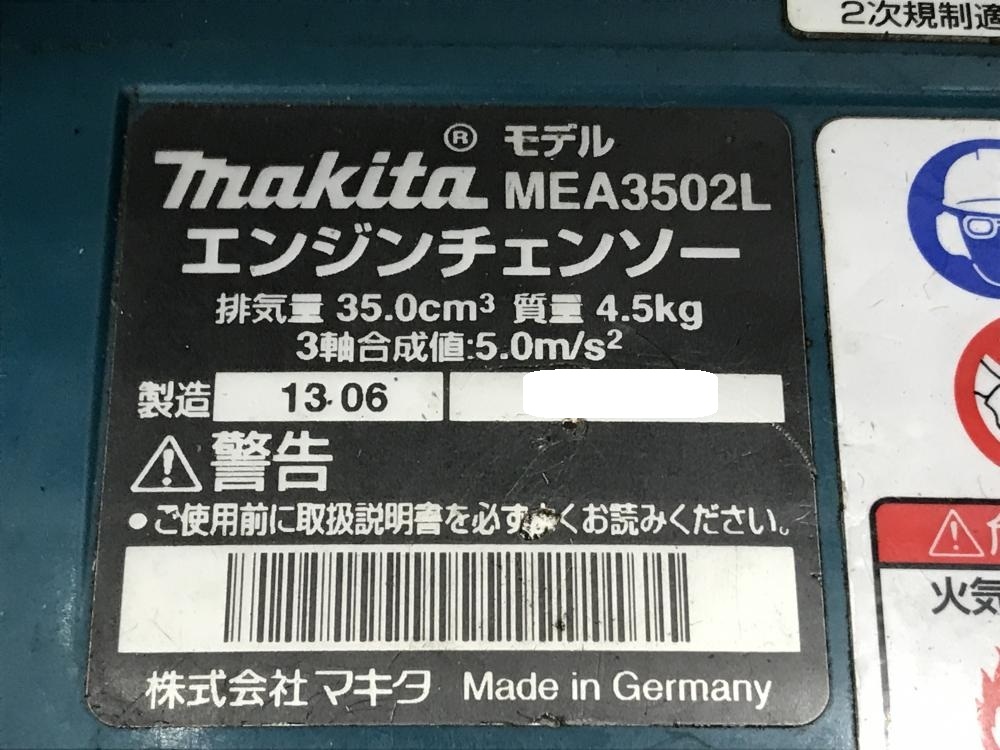 2次規制適
makita® モデル
MEA3502L
エンジンチェンソー
排気量 35.0cm³ 質量 4.5kg
3軸合成値:5.0m/s²
製造 13.06
警告
●ご使用前に取扱説明書を必ずよくお読みください。
株式会社マキタ Made in Germany
火気